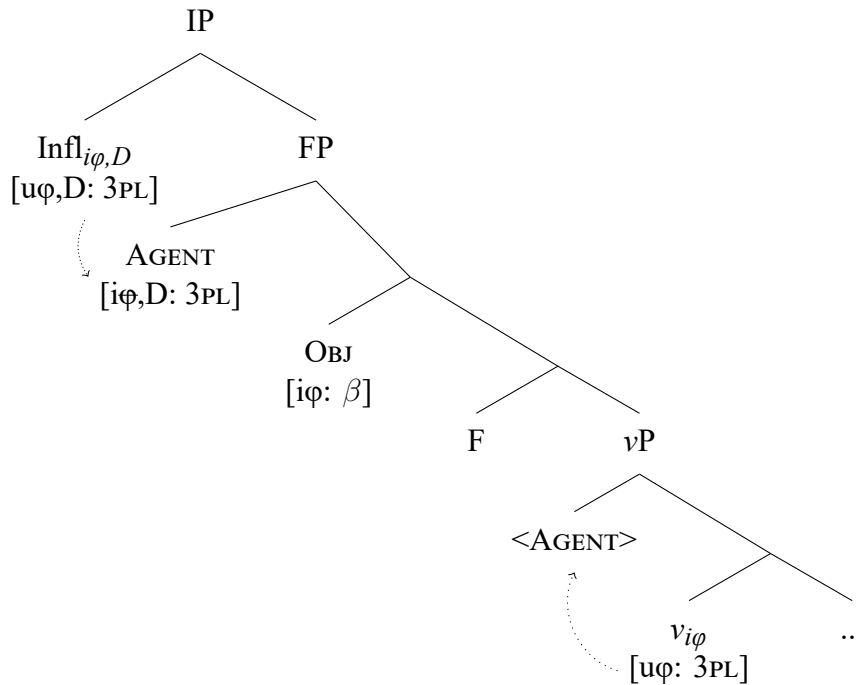 IP
Infl_{iφ,D} FP
[uφ,D: 3PL]
AGENT
[iφ,D: 3PL]
OBJ
[iφ: β]
F vP
<AGENT>
v_{iφ} ..
[uφ: 3PL]